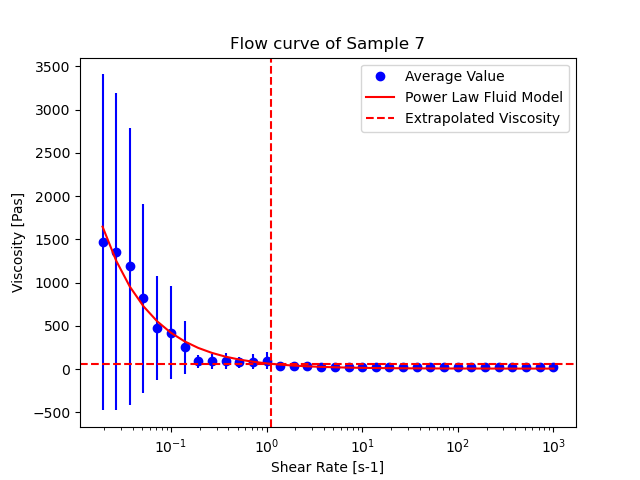 Flow curve of Sample 7
Average Value
Power Law Fluid Model
Extrapolated Viscosity
Viscosity [Pas]
3500
3000
2500
2000
1500
1000
500
0
−500
10⁻¹ 10⁰ 10¹ 10² 10³
Shear Rate [s-1]